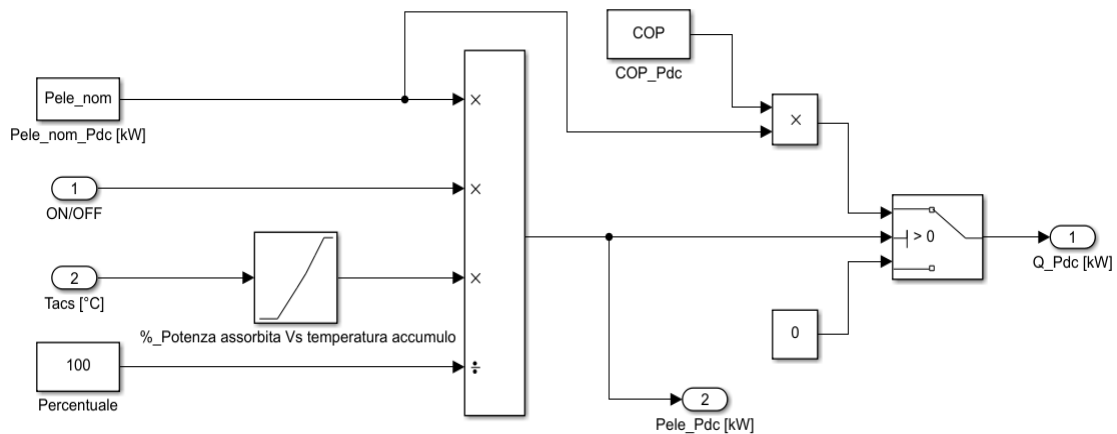 COP
COP_Pdc
Pele_nom
Pele_nom_Pdc [kW]
×
×
1
ON/OFF
×
> 0
1
Q_Pdc [kW]
2
Tacs [°C]
×
%_Potenza assorbita Vs temperatura accumulo
0
100
Percentuale
÷
2
Pele_Pdc [kW]